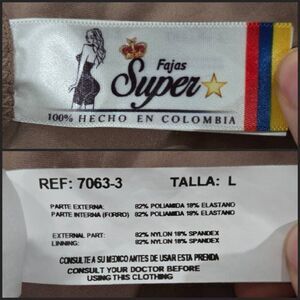 Fajas
Super
100% HECHO EN COLOMBIA
REF: 7063-3 TALLA: L
PARTE EXTERNA: 82% POLIAMIDA 18% ELASTANO
PARTE INTERNA (FORRO): 82% POLIAMIDA 18% ELASTANO
EXTERNAL PART: 82% NYLON 18% SPANDEX
LINNING: 82% NYLON 18% SPANDEX
CONSULTE A SU MEDICO ANTES DE USAR ESTA PRENDA
CONSULT YOUR DOCTOR BEFORE
USING THIS CLOTHING